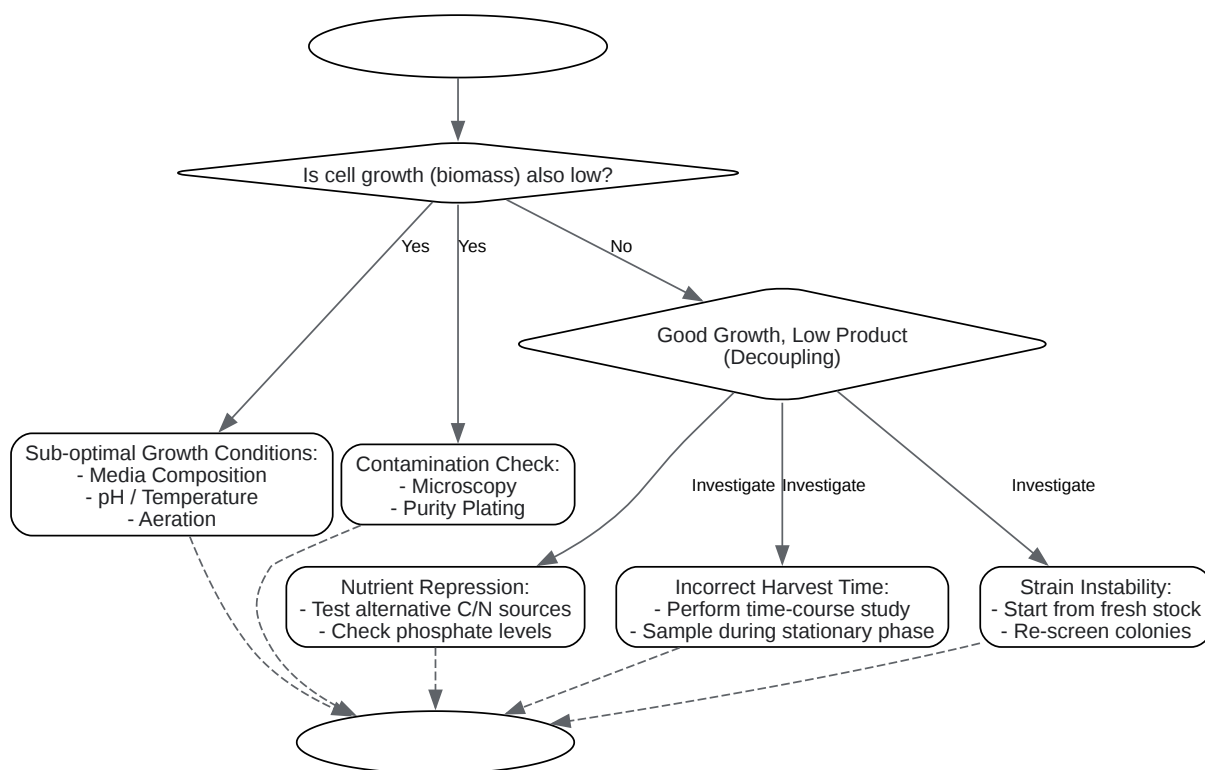 Is cell growth (biomass) also low?
Yes
Yes
No
Good Growth, Low Product
(Decoupling)
Sub-optimal Growth Conditions:
- Media Composition
- pH / Temperature
- Aeration
Contamination Check:
- Microscopy
- Purity Plating
Investigate
Investigate
Investigate
Nutrient Repression:
- Test alternative C/N sources
- Check phosphate levels
Incorrect Harvest Time:
- Perform time-course study
- Sample during stationary phase
Strain Instability:
- Start from fresh stock
- Re-screen colonies